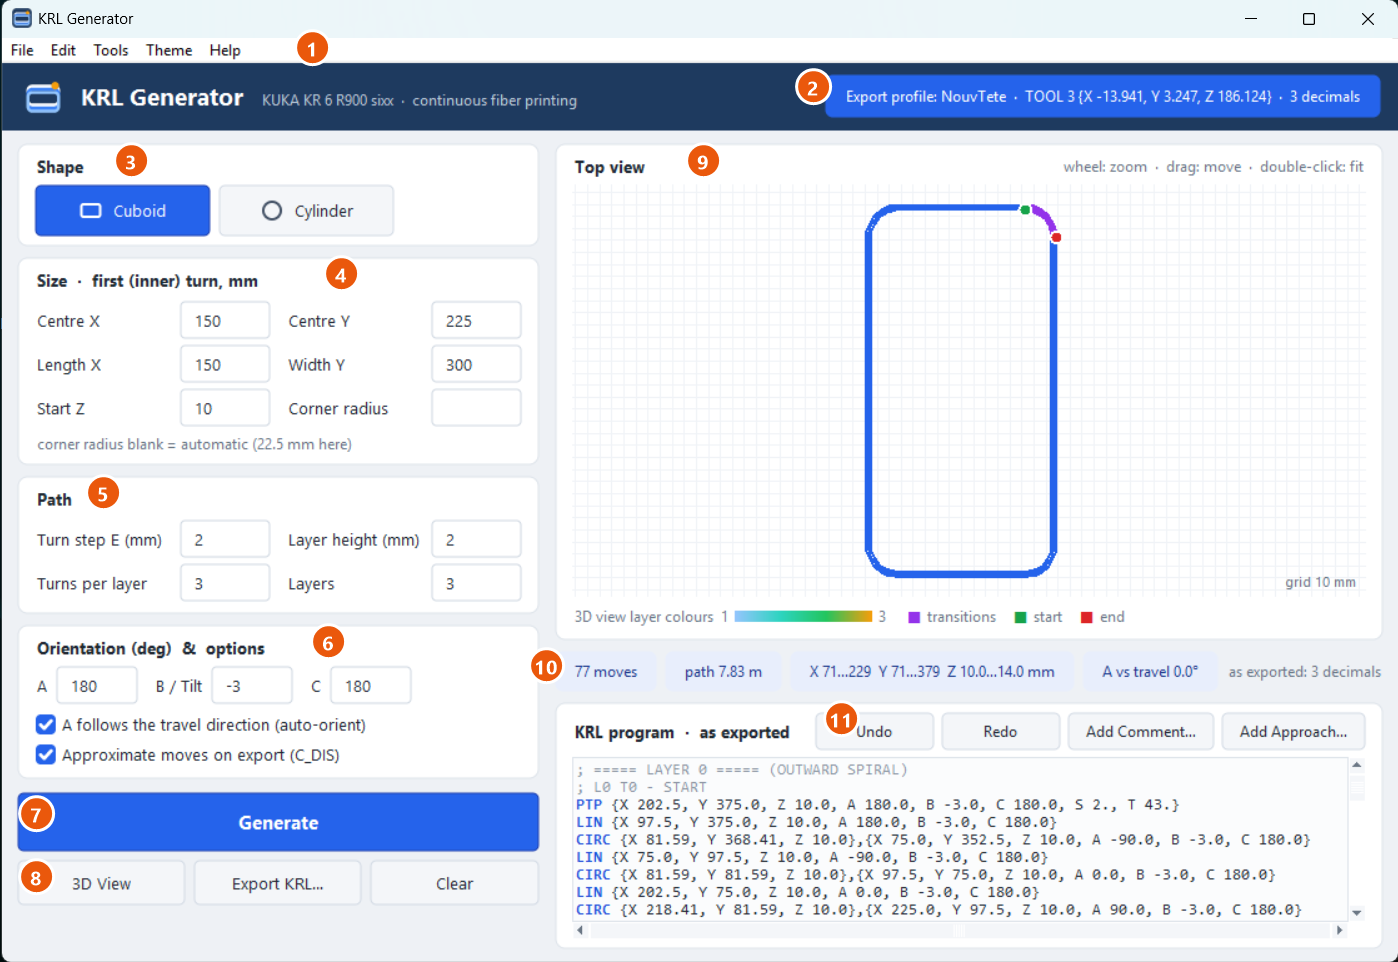 KRL Generator
File Edit Tools Theme Help 1
KRL Generator KUKA KR 6 R900 sixx · continuous fiber printing
2 Export profile: NouvTete · TOOL 3 {X -13.941, Y 3.247, Z 186.124} · 3 decimals
Shape 3
Cuboid Cylinder
Size · first (inner) turn, mm 4
Centre X 150 Centre Y 225
Length X 150 Width Y 300
Start Z 10 Corner radius
corner radius blank = automatic (22.5 mm here)
Path 5
Turn step E (mm) 2 Layer height (mm) 2
Turns per layer 3 Layers 3
Orientation (deg) & options 6
A 180 B / Tilt -3 C 180
A follows the travel direction (auto-orient)
Approximate moves on export (C_DIS)
7 Generate
8 3D View Export KRL... Clear
Top view 9 wheel: zoom · drag: move · double-click: fit
grid 10 mm
3D view layer colours 1 3 transitions start end
10 77 moves path 7.83 m X 71...229 Y 71...379 Z 10.0...14.0 mm A vs travel 0.0° as exported: 3 decimals
KRL program · as exported 11 Undo Redo Add Comment... Add Approach...
; ===== LAYER 0 ===== (OUTWARD SPIRAL)
; L0 T0 - START
PTP {X 202.5, Y 375.0, Z 10.0, A 180.0, B -3.0, C 180.0, S 2., T 43.}
LIN {X 97.5, Y 375.0, Z 10.0, A 180.0, B -3.0, C 180.0}
CIRC {X 81.59, Y 368.41, Z 10.0},{X 75.0, Y 352.5, Z 10.0, A -90.0, B -3.0, C 180.0}
LIN {X 75.0, Y 97.5, Z 10.0, A -90.0, B -3.0, C 180.0}
CIRC {X 81.59, Y 81.59, Z 10.0},{X 97.5, Y 75.0, Z 10.0, A 0.0, B -3.0, C 180.0}
LIN {X 202.5, Y 75.0, Z 10.0, A 0.0, B -3.0, C 180.0}
CIRC {X 218.41, Y 81.59, Z 10.0},{X 225.0, Y 97.5, Z 10.0, A 90.0, B -3.0, C 180.0}